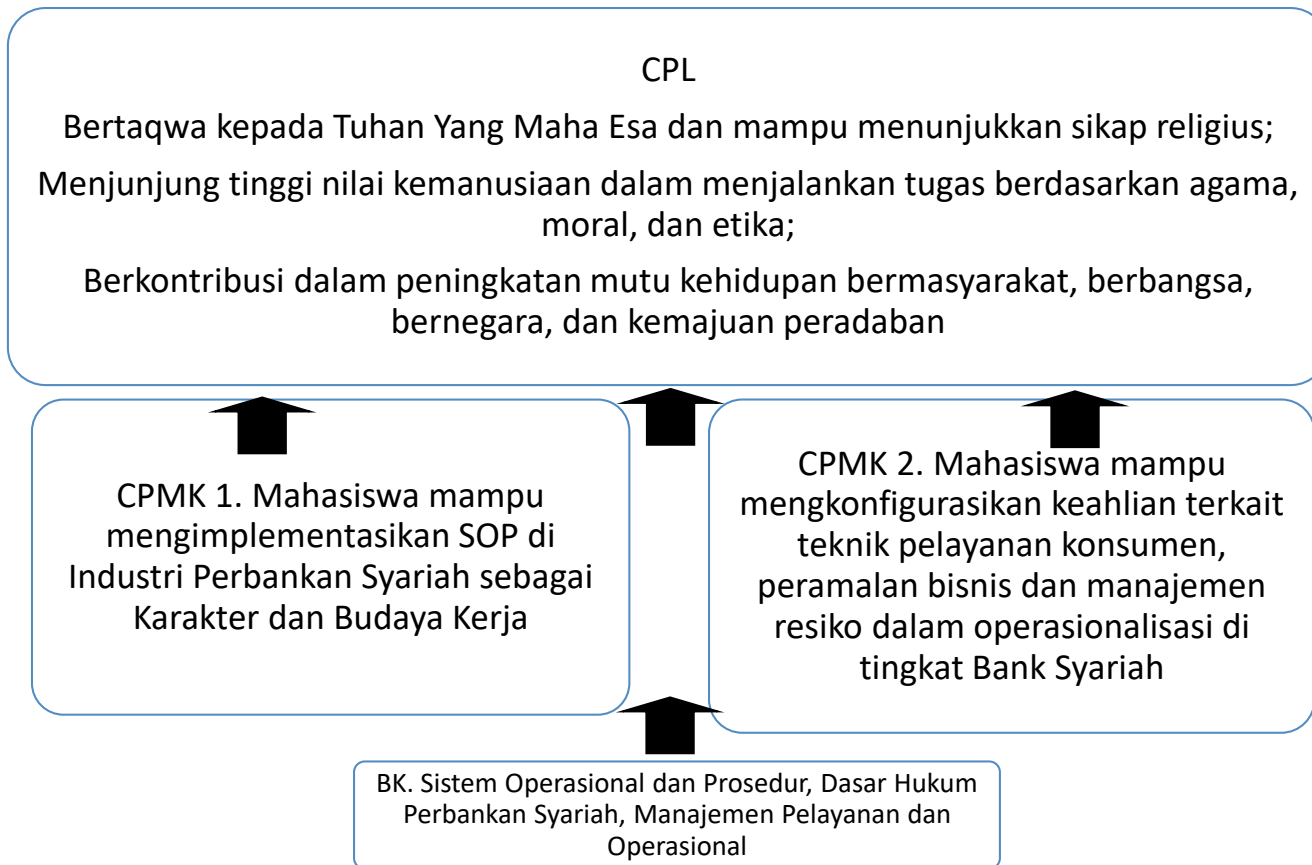 CPL
Bertaqwa kepada Tuhan Yang Maha Esa dan mampu menunjukkan sikap religius;
Menjunjung tinggi nilai kemanusiaan dalam menjalankan tugas berdasarkan agama,
moral, dan etika;
Berkontribusi dalam peningkatan mutu kehidupan bermasyarakat, berbangsa,
bernegara, dan kemajuan peradaban
CPMK 1. Mahasiswa mampu
mengimplementasikan SOP di
Industri Perbankan Syariah sebagai
Karakter dan Budaya Kerja
CPMK 2. Mahasiswa mampu
mengkonfigurasikan keahlian terkait
teknik pelayanan konsumen,
peramalan bisnis dan manajemen
resiko dalam operasionalisasi di
tingkat Bank Syariah
BK. Sistem Operasional dan Prosedur, Dasar Hukum
Perbankan Syariah, Manajemen Pelayanan dan
Operasional